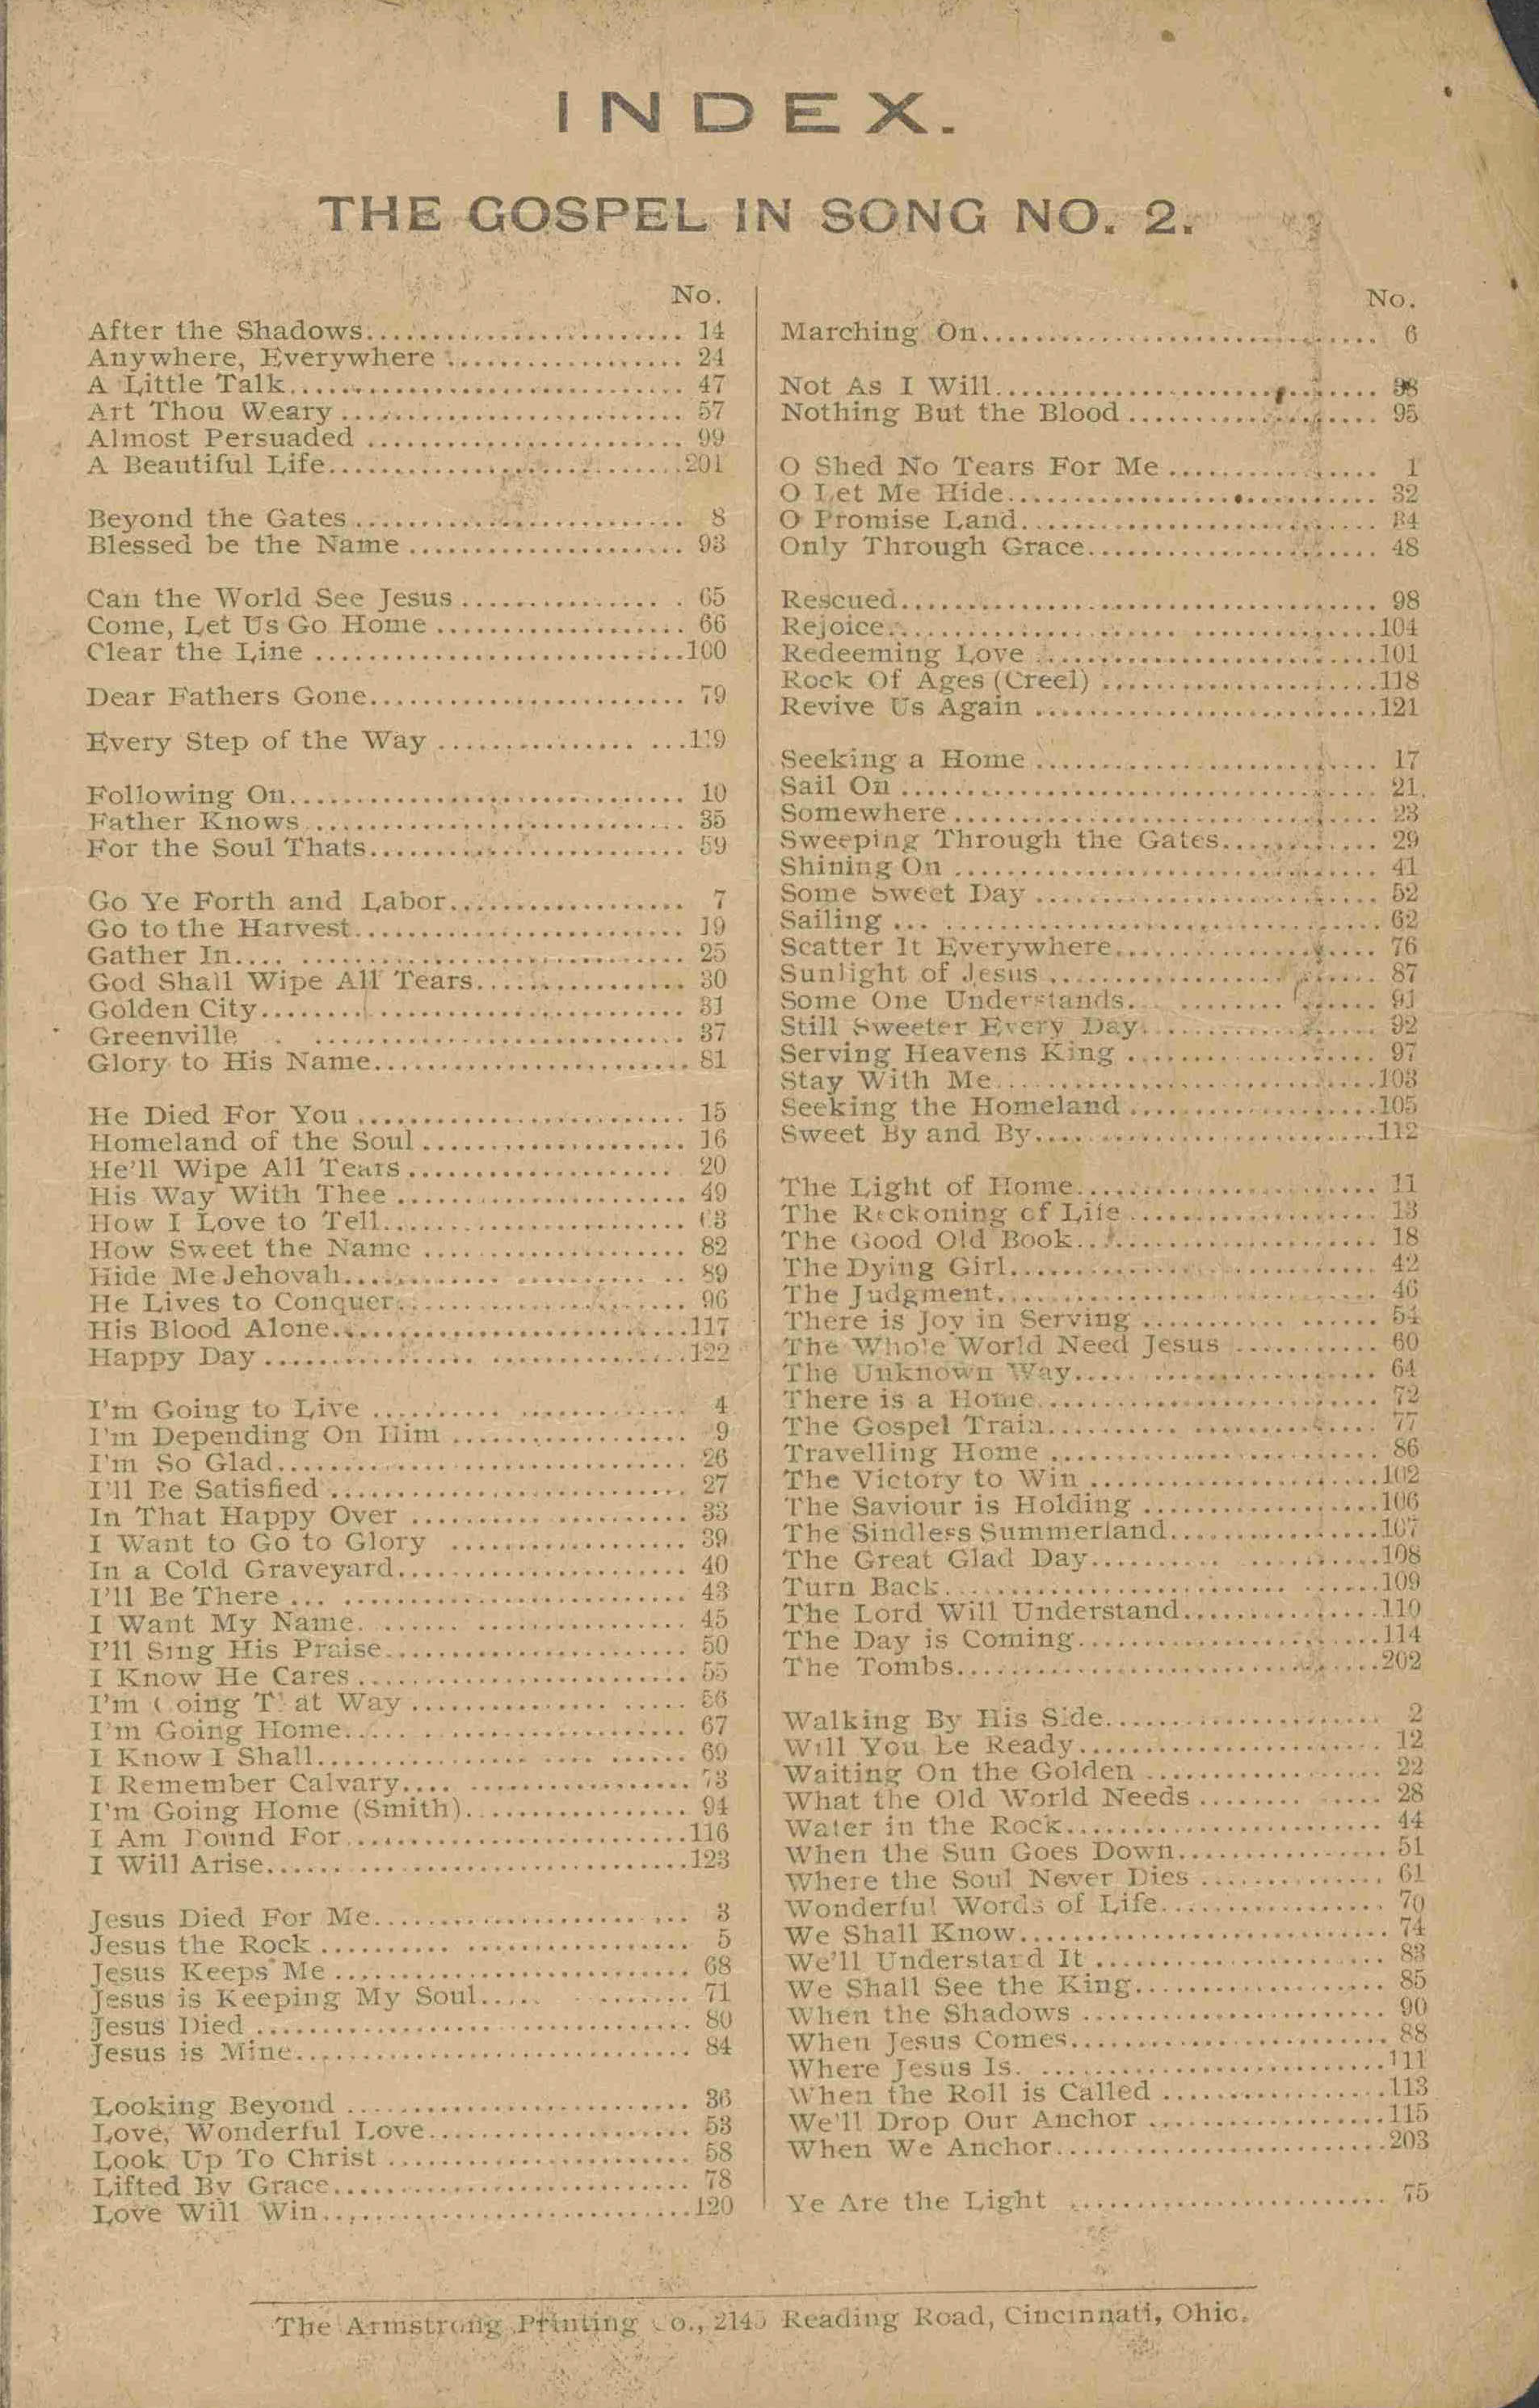 INDEX.
THE GOSPEL IN SONG NO. 2.
No.
After the Shadows 14
Anywhere, Everywhere 24
A Little Talk 47
Art Thou Weary 57
Almost Persuaded 99
A Beautiful Life 201
Beyond the Gates 8
Blessed be the Name 93
Can the World See Jesus 65
Come, Let Us Go Home 66
Clear the Line 100
Dear Fathers Gone 79
Every Step of the Way 119
Following On 10
Father Knows 35
For the Soul Thats 59
Go Ye Forth and Labor 7
Go to the Harvest 19
Gather In 25
God Shall Wipe All Tears 30
Golden City 31
Greenville 37
Glory to His Name 81
He Died For You 15
Homeland of the Soul 16
He'll Wipe All Tears 20
His Way With Thee 49
How I Love to Tell 63
How Sweet the Name 82
Hide Me Jehovah 89
He Lives to Conquer 96
His Blood Alone 117
Happy Day 122
I'm Going to Live 4
I'm Depending On Him 9
I'm So Glad 26
I'll Be Satisfied 27
In That Happy Over 33
I Want to Go to Glory 39
In a Cold Graveyard 40
I'll Be There 43
I Want My Name 45
I'll Sing His Praise 50
I Know He Cares 55
I'm Going That Way 56
I'm Going Home 67
I Know I Shall 69
I Remember Calvary 73
I'm Going Home (Smith) 94
I Am Bound For 116
I Will Arise 123
Jesus Died For Me 3
Jesus the Rock 5
Jesus Keeps Me 68
Jesus is Keeping My Soul 71
Jesus Died 80
Jesus is Mine 84
Looking Beyond 36
Love, Wonderful Love 53
Look Up To Christ 58
Lifted By Grace 78
Love Will Win 120
No.
Marching On 6
Not As I Will
Nothing But the Blood 95
O Shed No Tears For Me 1
O Let Me Hide 32
O Promise Land 34
Only Through Grace 48
Rescued 98
Rejoice 104
Redeeming Love 101
Rock Of Ages (Creel) 118
Revive Us Again 121
Seeking a Home 17
Sail On 21
Somewhere 23
Sweeping Through the Gates 29
Shining On 41
Some Sweet Day 52
Sailing 62
Scatter It Everywhere 76
Sunlight of Jesus 87
Some One Understands 91
Still Sweeter Every Day 92
Serving Heavens King 97
Stay With Me 103
Seeking the Homeland 105
Sweet By and By 112
The Light of Home 11
The Reckoning of Life 13
The Good Old Book 18
The Dying Girl 42
The Judgment 46
There is Joy in Serving 54
The Whole World Need Jesus 60
The Unknown Way 64
There is a Home 72
The Gospel Train 77
Travelling Home 86
The Victory to Win 102
The Saviour is Holding 106
The Sindless Summerland 107
The Great Glad Day 108
Turn Back 109
The Lord Will Understand 110
The Day is Coming 114
The Tombs 202
Walking By His Side 2
Will You be Ready 12
Waiting On the Golden 22
What the Old World Needs 28
Water in the Rock 44
When the Sun Goes Down 51
Where the Soul Never Dies 61
Wonderful Words of Life 70
We Shall Know 74
We'll Understand It 83
We Shall See the King 85
When the Shadows 90
When Jesus Comes 88
Where Jesus Is 111
When the Roll is Called 113
We'll Drop Our Anchor 115
When We Anchor 203
Ye Are the Light 75
The Armstrong Printing Co., 2145 Reading Road, Cincinnati, Ohio.